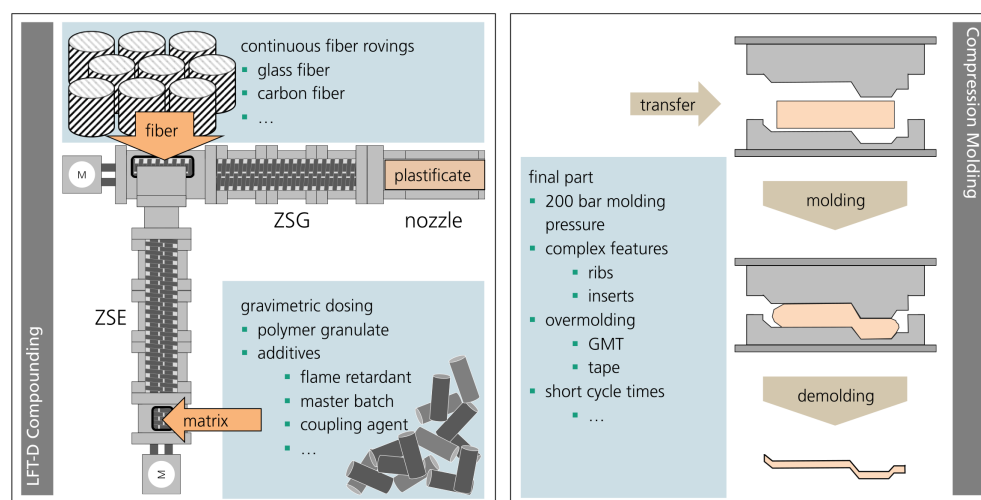 LFT-D Compounding
continuous fiber rovings
▪ glass fiber
▪ carbon fiber
▪ …
fiber
M
plastificate
ZSG
nozzle
ZSE
gravimetric dosing
▪ polymer granulate
▪ additives
▪ flame retardant
▪ master batch
▪ coupling agent
▪ …
matrix
M
Compression Molding
transfer
final part
▪ 200 bar molding
pressure
▪ complex features
▪ ribs
▪ inserts
▪ overmolding
▪ GMT
▪ tape
▪ short cycle times
▪ …
molding
demolding